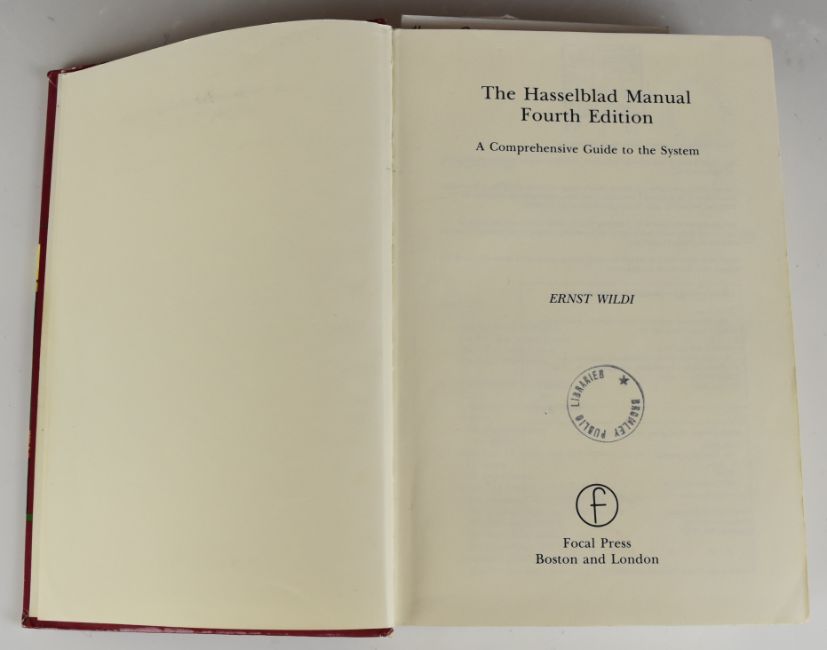 The Hasselblad Manual
Fourth Edition
A Comprehensive Guide to the System
ERNST WILDI
BROMLEY PUBLIC LIBRARIES
f
Focal Press
Boston and London